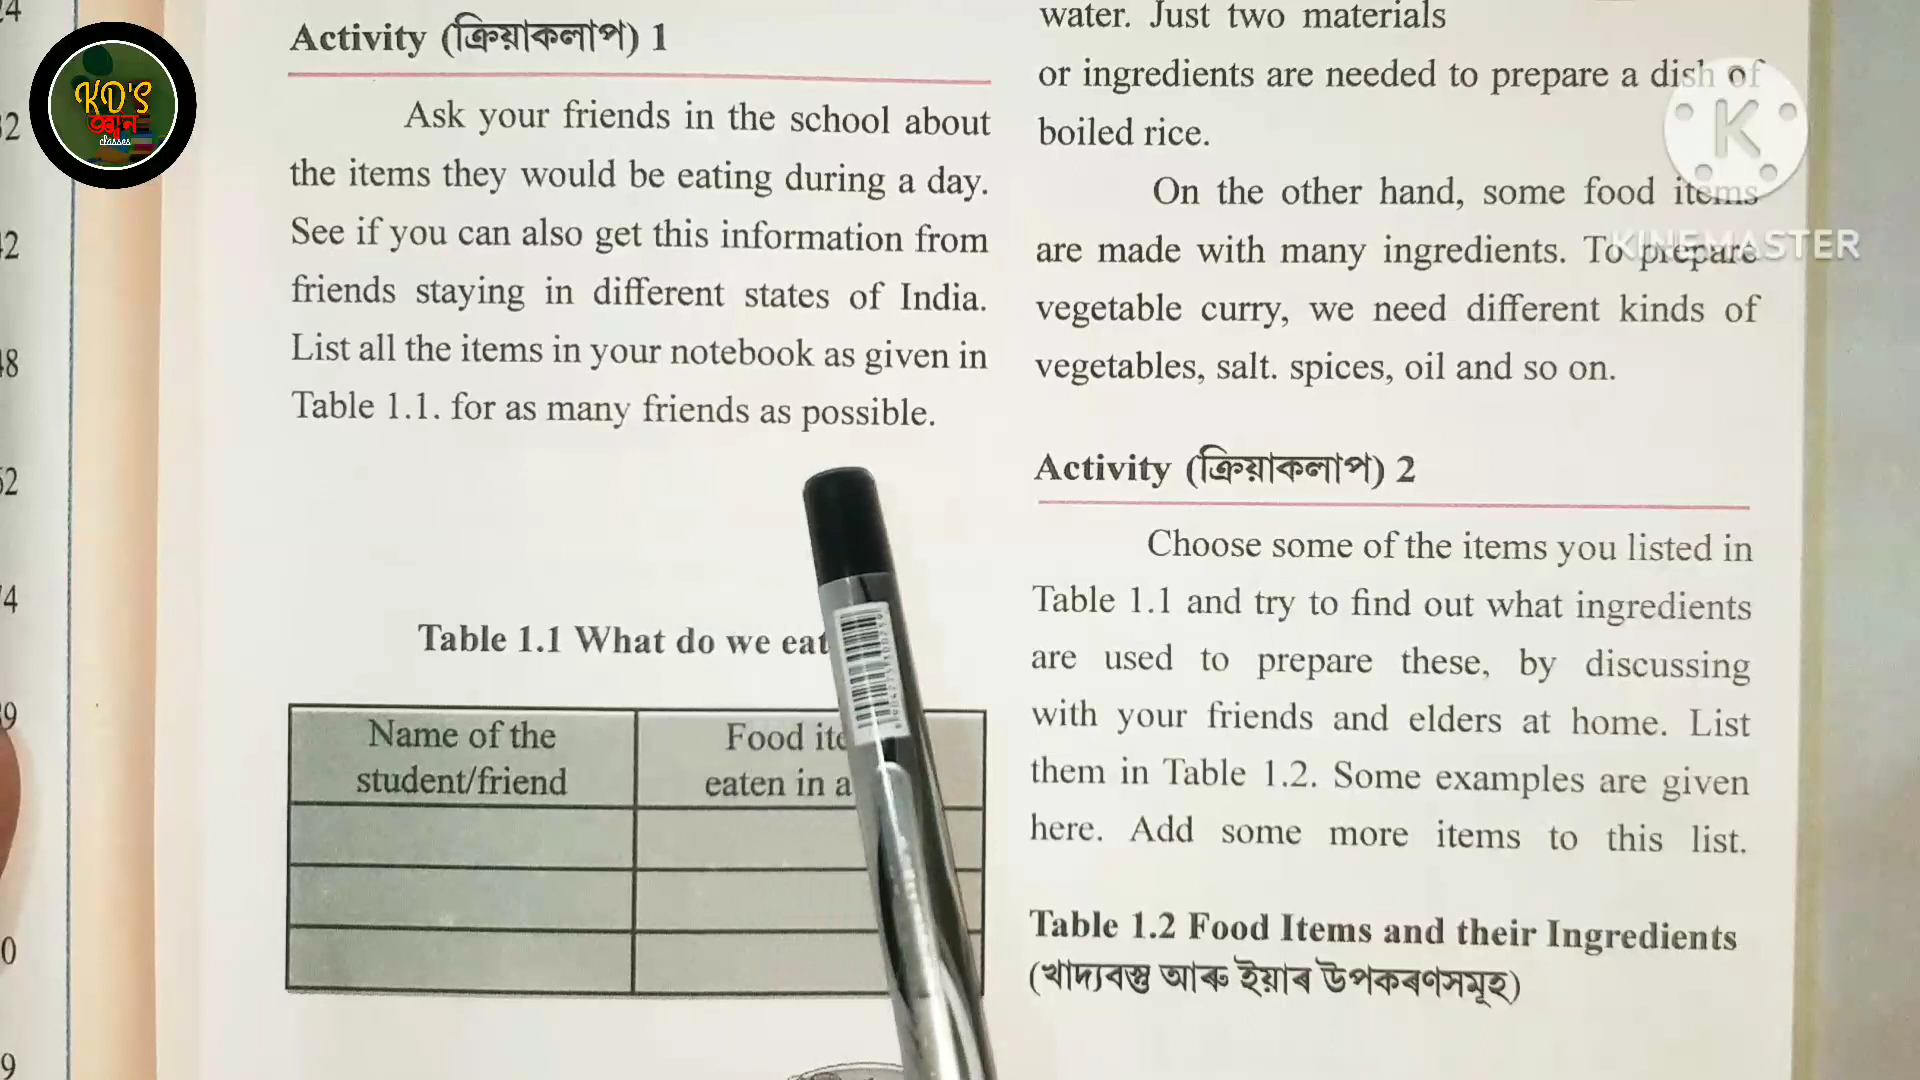 KD'S
জ্ঞান
classes
Activity (ক্ৰিয়াকলাপ) 1
Ask your friends in the school about
the items they would be eating during a day.
See if you can also get this information from
friends staying in different states of India.
List all the items in your notebook as given in
Table 1.1. for as many friends as possible.
Table 1.1 What do we eat
Name of the
student/friend
Food
eaten in a
water. Just two materials
or ingredients are needed to prepare a dish of
boiled rice.
On the other hand, some food items
are made with many ingredients. To prepare
vegetable curry, we need different kinds of
vegetables, salt. spices, oil and so on.
Activity (ক্ৰিয়াকলাপ) 2
Choose some of the items you listed in
Table 1.1 and try to find out what ingredients
are used to prepare these, by discussing
with your friends and elders at home. List
them in Table 1.2. Some examples are given
here. Add some more items to this list.
Table 1.2 Food Items and their Ingredients
(খাদ্যবস্তু আৰু ইয়াৰ উপকৰণসমূহ)
K
KINEMASTER